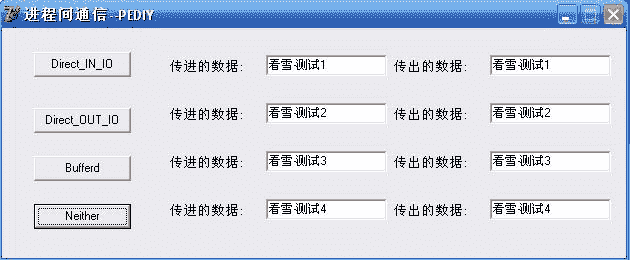 进程间通信--PEDIY
Direct_IN_IO 传进的数据: 看雪·测试1 传出的数据: 看雪·测试1
Direct_OUT_IO 传进的数据: 看雪·测试2 传出的数据: 看雪·测试2
Bufferd 传进的数据: 看雪·测试3 传出的数据: 看雪·测试3
Neither 传进的数据: 看雪·测试4 传出的数据: 看雪·测试4